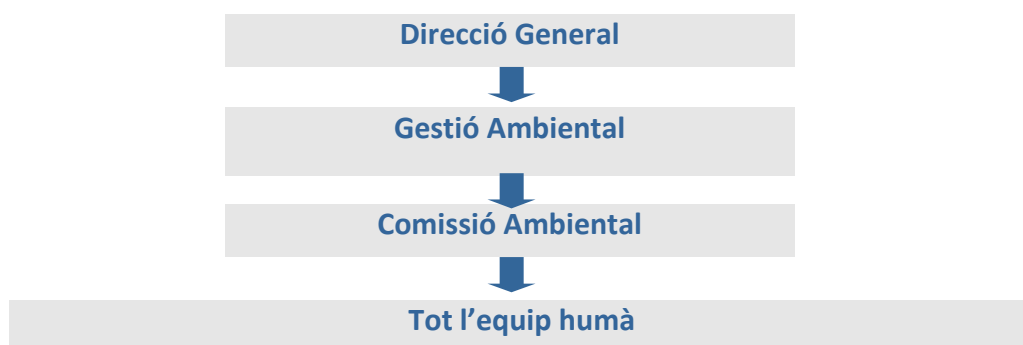 Direcció General
Gestió Ambiental
Comissió Ambiental
Tot l’equip humà